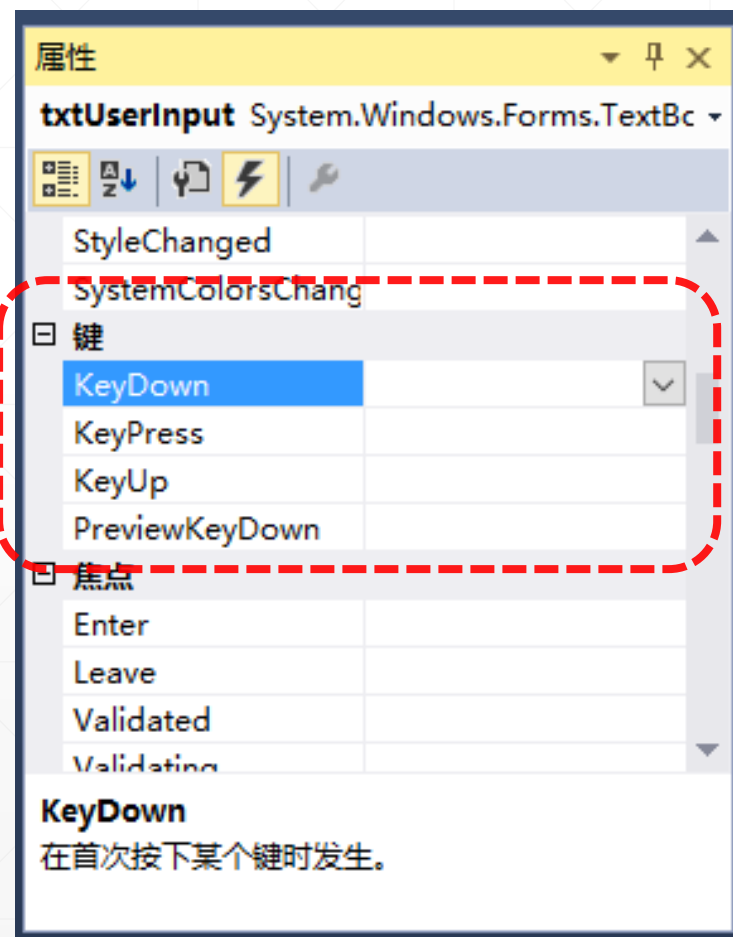 属性
txtUserInput System.Windows.Forms.TextBc
StyleChanged
SystemColorsChang
键
KeyDown
KeyPress
KeyUp
PreviewKeyDown
焦点
Enter
Leave
Validated
Validating
KeyDown
在首次按下某个键时发生。